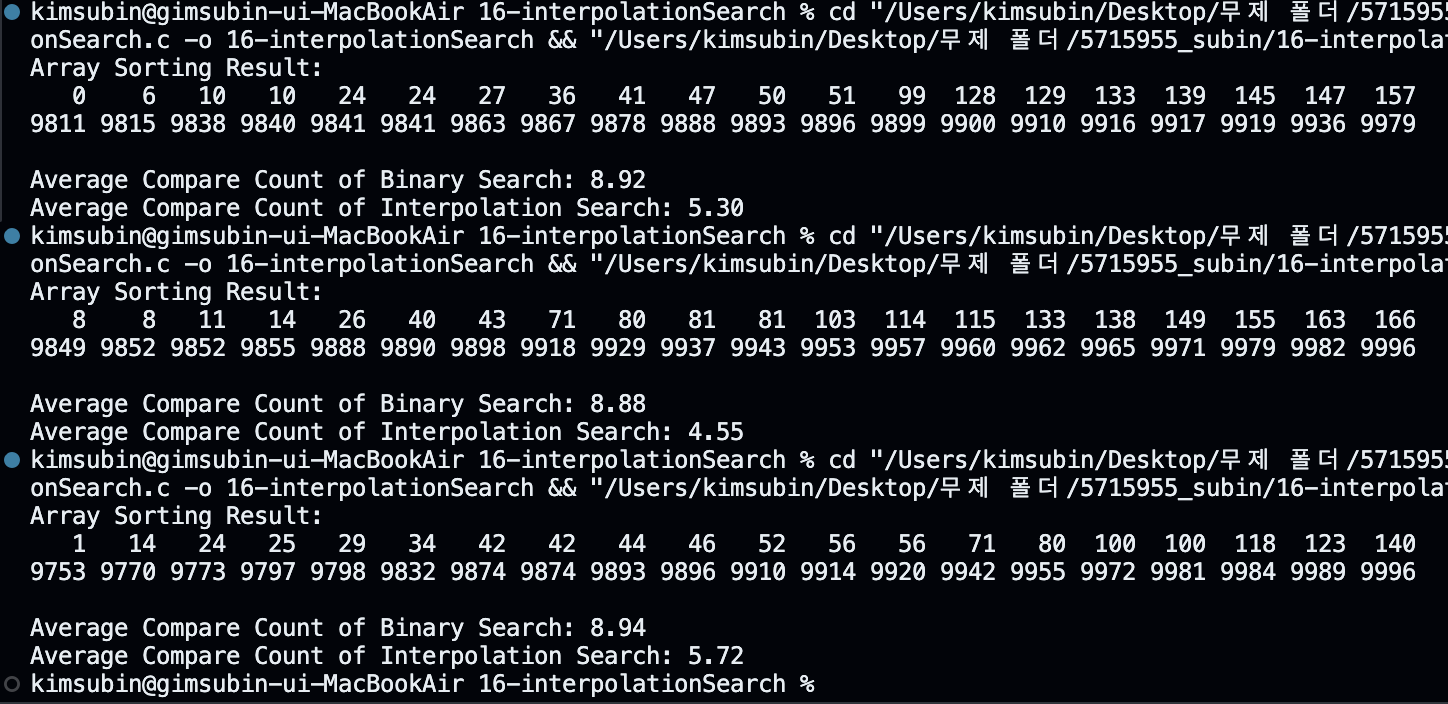 kimsubin@gimsubin-ui-MacBookAir 16-interpolationSearch % cd "/Users/kimsubin/Desktop/무제 폴더/571595
onSearch.c -o 16-interpolationSearch && "/Users/kimsubin/Desktop/무제 폴더/5715955_subin/16-interpolat
Array Sorting Result:
0 6 10 10 24 24 27 36 41 47 50 51 99 128 129 133 139 145 147 157
9811 9815 9838 9840 9841 9841 9863 9867 9878 9888 9893 9896 9899 9900 9910 9916 9917 9919 9936 9979
Average Compare Count of Binary Search: 8.92
Average Compare Count of Interpolation Search: 5.30
kimsubin@gimsubin-ui-MacBookAir 16-interpolationSearch % cd "/Users/kimsubin/Desktop/무제 폴더/571595
onSearch.c -o 16-interpolationSearch && "/Users/kimsubin/Desktop/무제 폴더/5715955_subin/16-interpolat
Array Sorting Result:
8 8 11 14 26 40 43 71 80 81 81 103 114 115 133 138 149 155 163 166
9849 9852 9852 9855 9888 9890 9898 9918 9929 9937 9943 9953 9957 9960 9962 9965 9971 9979 9982 9996
Average Compare Count of Binary Search: 8.88
Average Compare Count of Interpolation Search: 4.55
kimsubin@gimsubin-ui-MacBookAir 16-interpolationSearch % cd "/Users/kimsubin/Desktop/무제 폴더/571595
onSearch.c -o 16-interpolationSearch && "/Users/kimsubin/Desktop/무제 폴더/5715955_subin/16-interpolat
Array Sorting Result:
1 14 24 25 29 34 42 42 44 46 52 56 56 71 80 100 100 118 123 140
9753 9770 9773 9797 9798 9832 9874 9874 9893 9896 9910 9914 9920 9942 9955 9972 9981 9984 9989 9996
Average Compare Count of Binary Search: 8.94
Average Compare Count of Interpolation Search: 5.72
kimsubin@gimsubin-ui-MacBookAir 16-interpolationSearch %